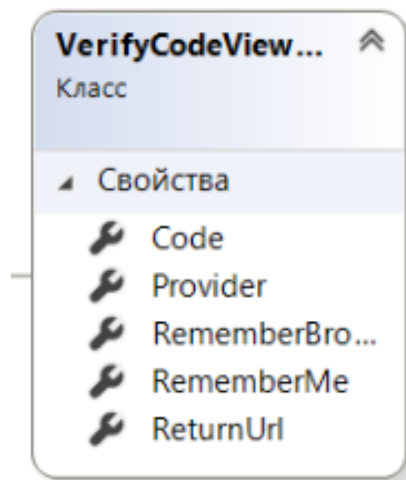 VerifyCodeView...
Класс
Свойства
Code
Provider
RememberBro...
RememberMe
ReturnUrl